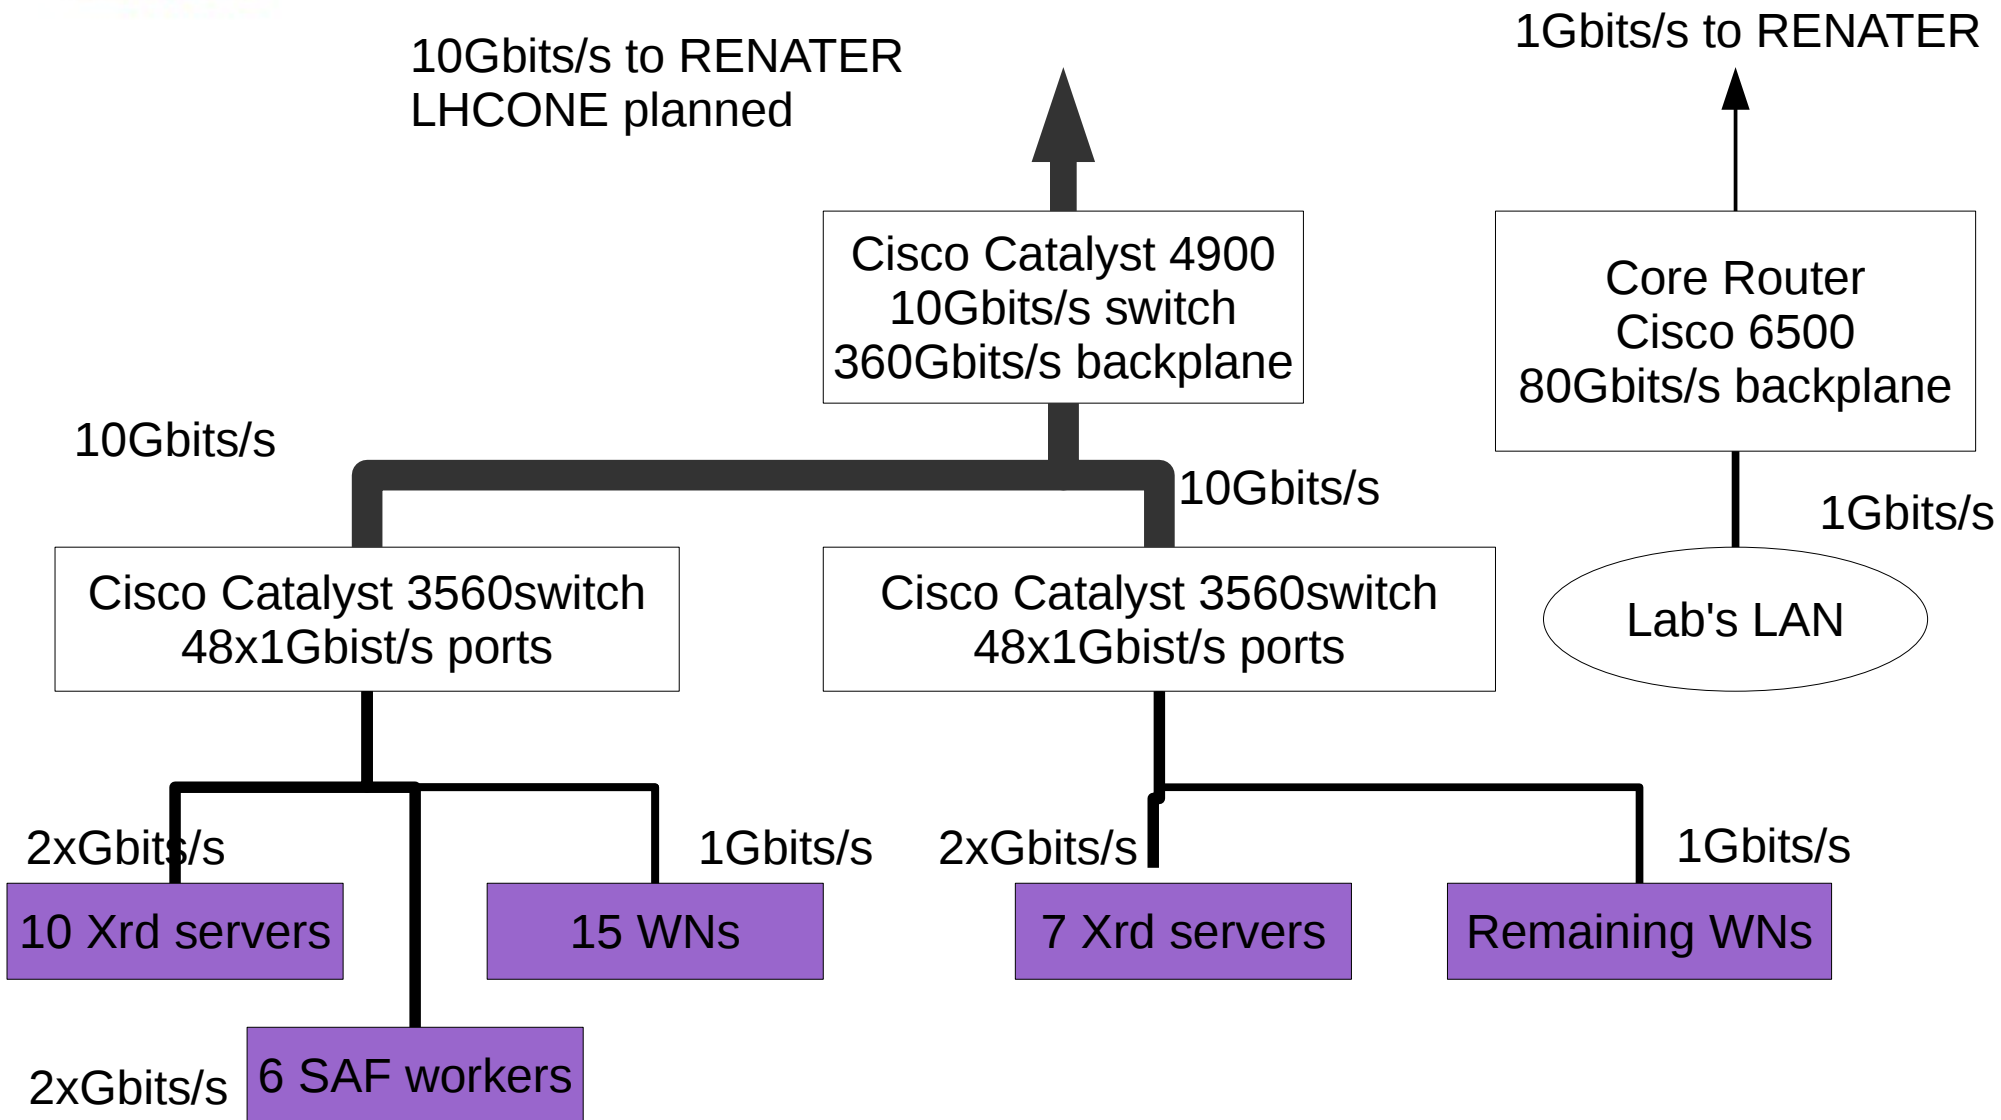 10Gbits/s to RENATER
LHCONE planned
1Gbits/s to RENATER
Cisco Catalyst 4900
10Gbits/s switch
360Gbits/s backplane
Core Router
Cisco 6500
80Gbits/s backplane
10Gbits/s
10Gbits/s
1Gbits/s
Cisco Catalyst 3560switch
48x1Gbist/s ports
Cisco Catalyst 3560switch
48x1Gbist/s ports
Lab's LAN
2xGbits/s
1Gbits/s
2xGbits/s
1Gbits/s
10 Xrd servers
15 WNs
7 Xrd servers
Remaining WNs
2xGbits/s
6 SAF workers